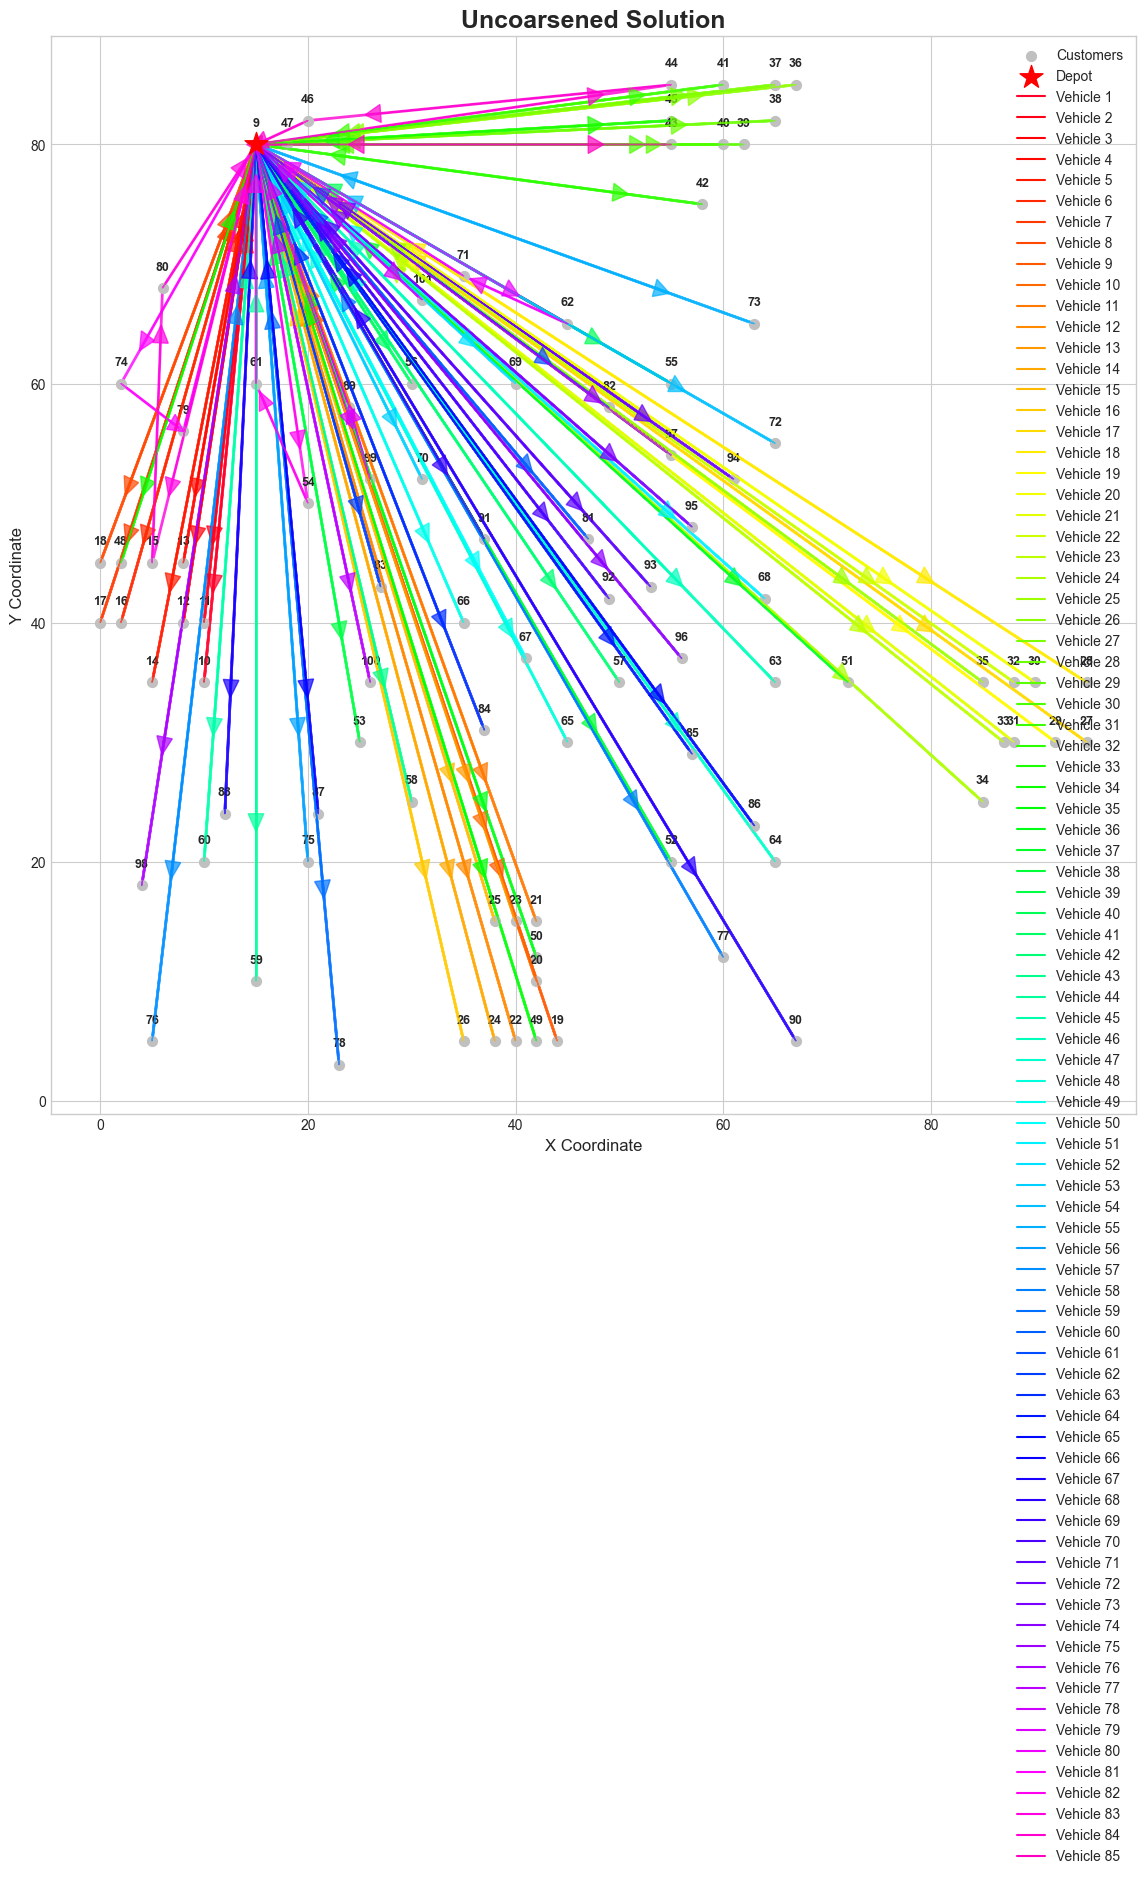 Uncoarsened Solution
44 41 37 36
46 45 38
9 47 43 40 39
42
71
80 101
62 73
74 61 56 69 55
89 82
79 97 72
99 70 94
54
91 81 95
18 48 15 13 83 92 93 68
17 16 12 11 66
67 96
14 10 100 57 63 51 35 32 30 28
53 84 65 85 33 31 29 27
58 34
88 87 86
60 75 52 64
98
25 23 21
50 77
59 20
76 26 24 22 49 19 90
78
80
60
40
20
0
0 20 40 60 80
X Coordinate
Y Coordinate
Customers
Depot
Vehicle 1
Vehicle 2
Vehicle 3
Vehicle 4
Vehicle 5
Vehicle 6
Vehicle 7
Vehicle 8
Vehicle 9
Vehicle 10
Vehicle 11
Vehicle 12
Vehicle 13
Vehicle 14
Vehicle 15
Vehicle 16
Vehicle 17
Vehicle 18
Vehicle 19
Vehicle 20
Vehicle 21
Vehicle 22
Vehicle 23
Vehicle 24
Vehicle 25
Vehicle 26
Vehicle 27
Vehicle 28
Vehicle 29
Vehicle 30
Vehicle 31
Vehicle 32
Vehicle 33
Vehicle 34
Vehicle 35
Vehicle 36
Vehicle 37
Vehicle 38
Vehicle 39
Vehicle 40
Vehicle 41
Vehicle 42
Vehicle 43
Vehicle 44
Vehicle 45
Vehicle 46
Vehicle 47
Vehicle 48
Vehicle 49
Vehicle 50
Vehicle 51
Vehicle 52
Vehicle 53
Vehicle 54
Vehicle 55
Vehicle 56
Vehicle 57
Vehicle 58
Vehicle 59
Vehicle 60
Vehicle 61
Vehicle 62
Vehicle 63
Vehicle 64
Vehicle 65
Vehicle 66
Vehicle 67
Vehicle 68
Vehicle 69
Vehicle 70
Vehicle 71
Vehicle 72
Vehicle 73
Vehicle 74
Vehicle 75
Vehicle 76
Vehicle 77
Vehicle 78
Vehicle 79
Vehicle 80
Vehicle 81
Vehicle 82
Vehicle 83
Vehicle 84
Vehicle 85